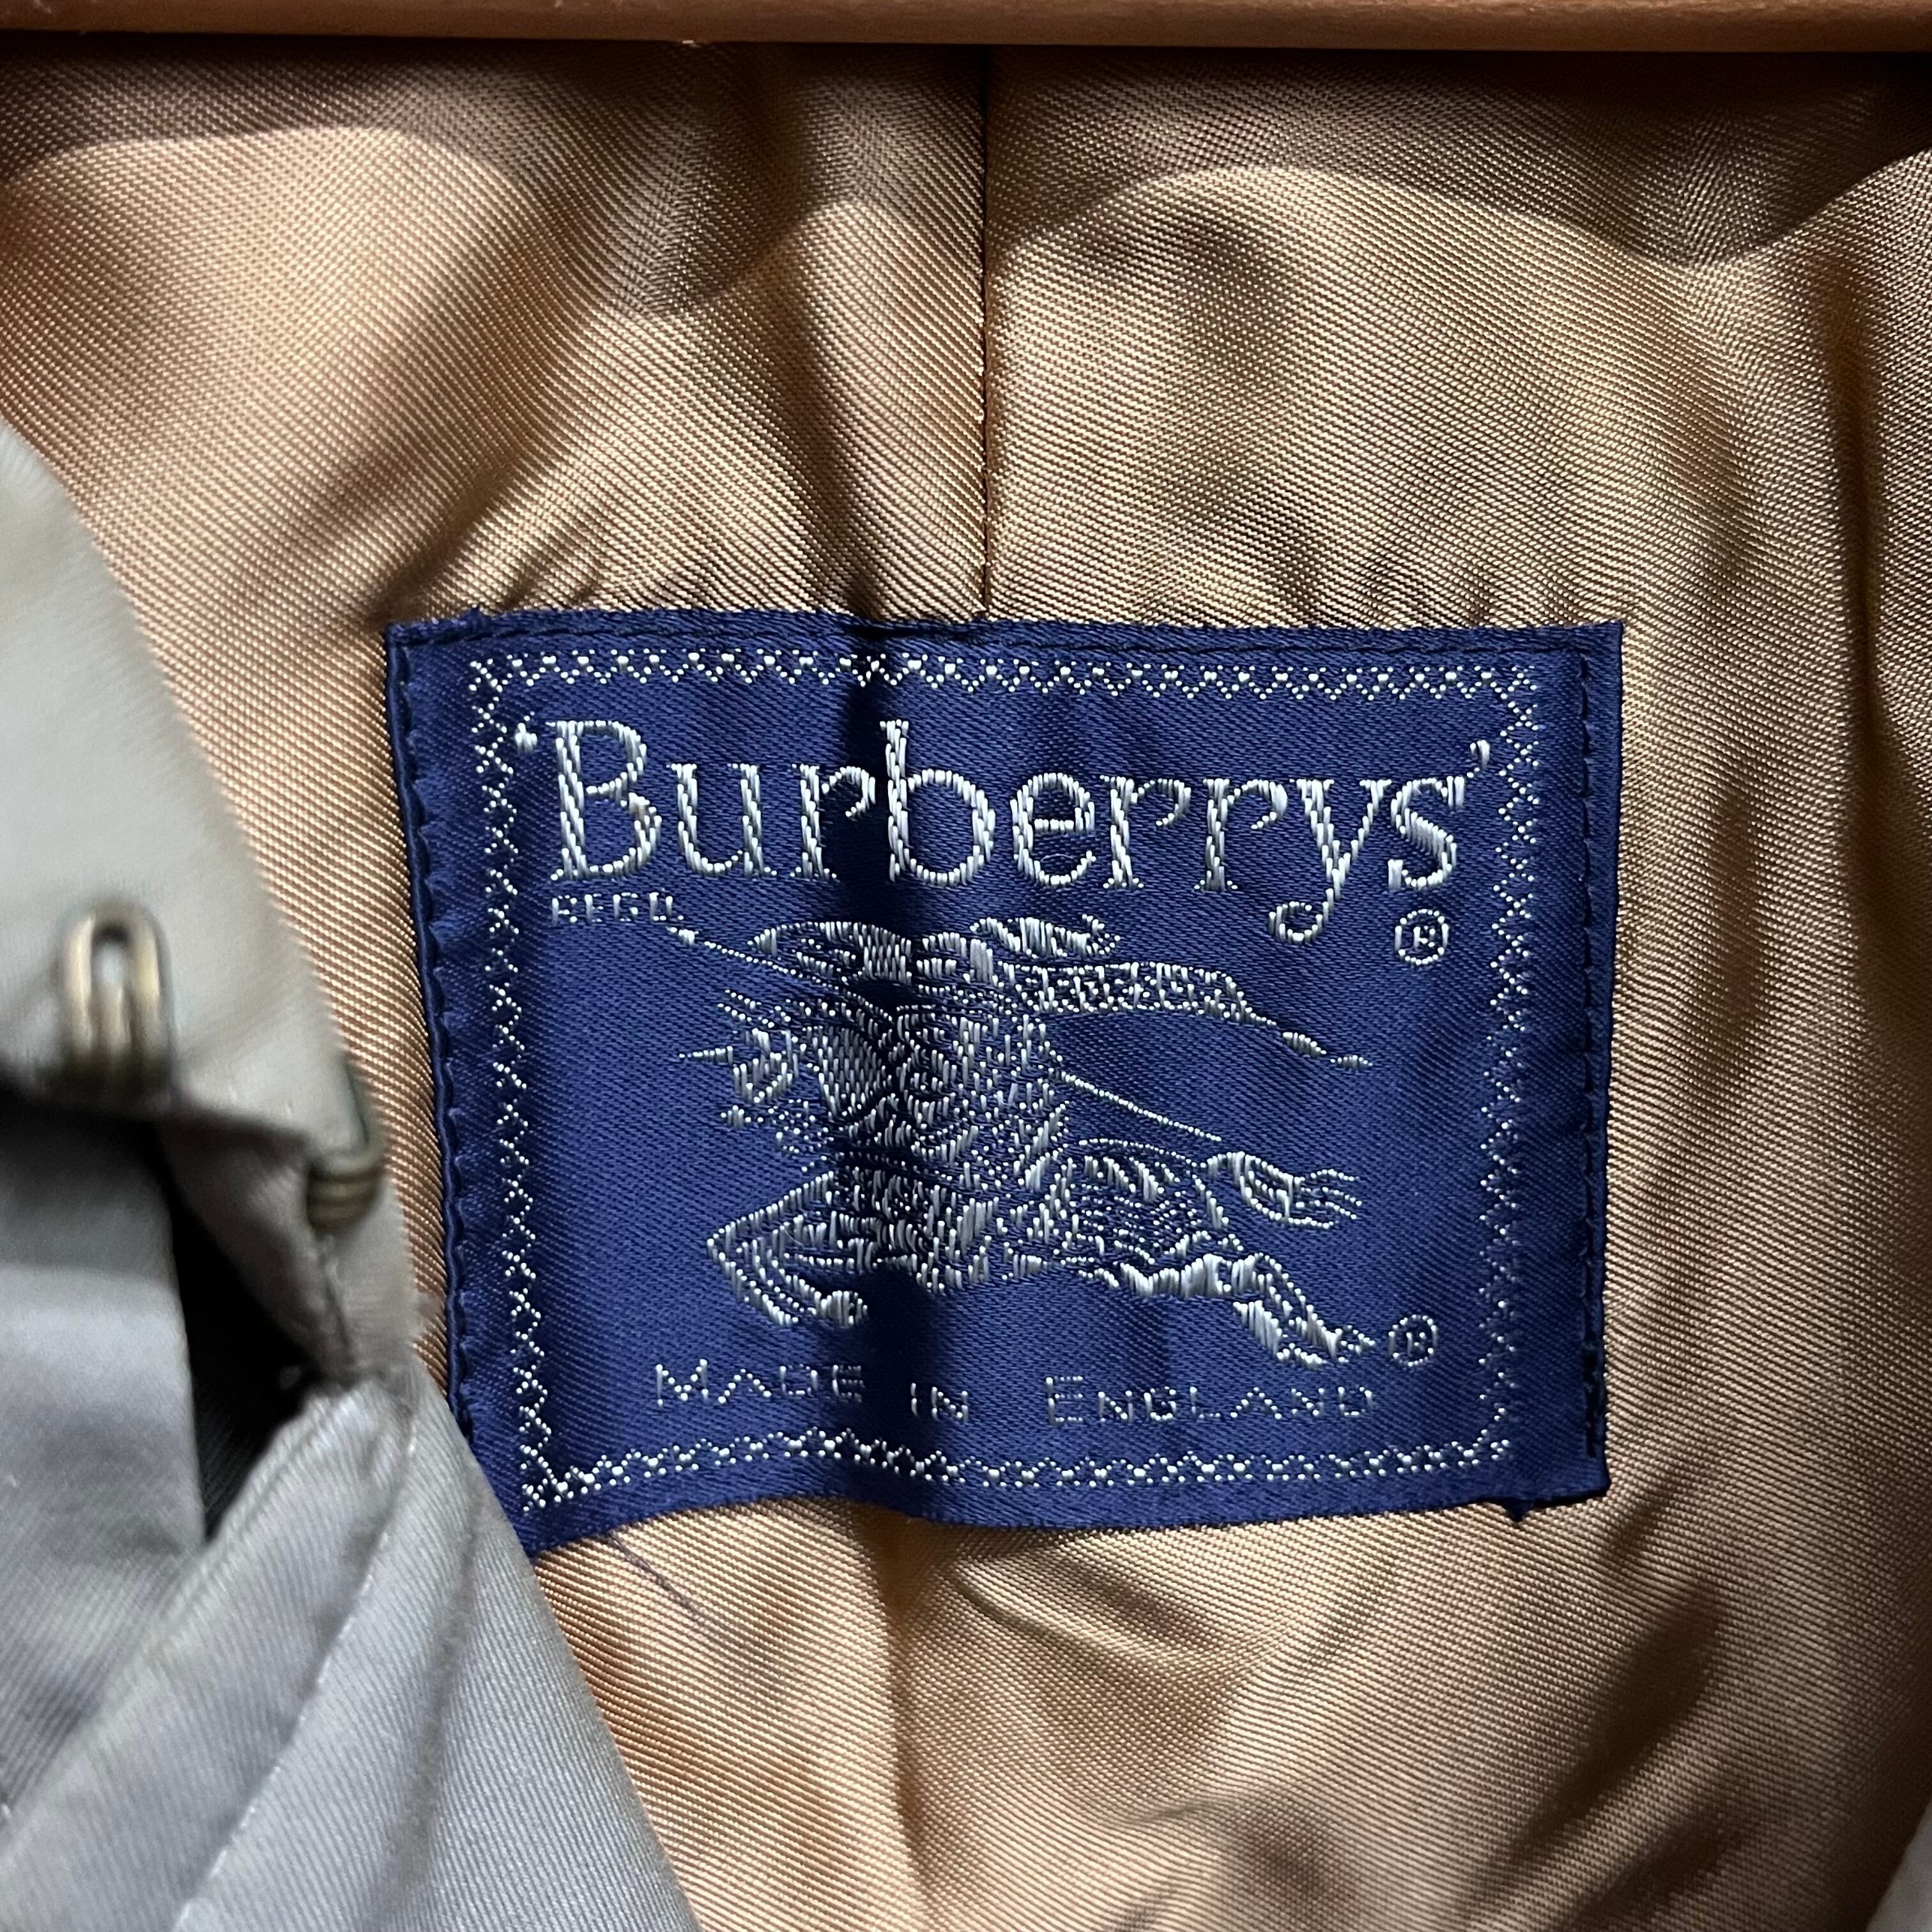 ‘Burberrys’
REGD. ®
®
MADE IN ENGLAND